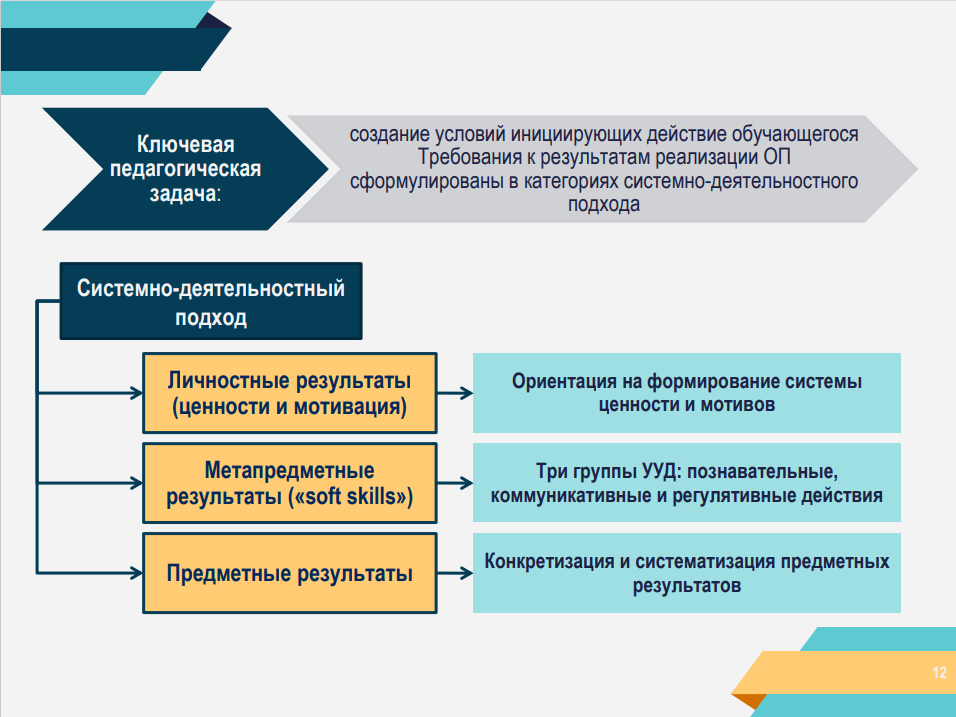 Ключевая
педагогическая
задача:
создание условий инициирующих действие обучающегося
Требования к результатам реализации ОП
сформулированы в категориях системно-деятельностного
подхода
Системно-деятельностный
подход
Личностные результаты
(ценности и мотивация)
Ориентация на формирование системы
ценности и мотивов
Метапредметные
результаты («soft skills»)
Три группы УУД: познавательные,
коммуникативные и регулятивные действия
Предметные результаты
Конкретизация и систематизация предметных
результатов
12